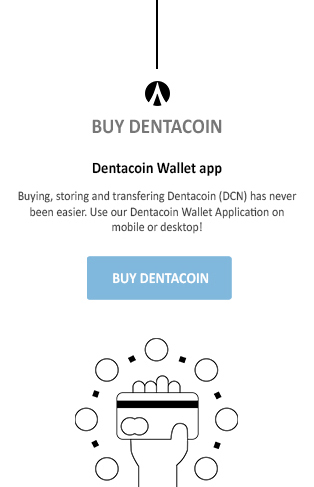 BUY DENTACOIN
Dentacoin Wallet app
Buying, storing and transfering Dentacoin (DCN) has never
been easier. Use our Dentacoin Wallet Application on
mobile or desktop!
BUY DENTACOIN